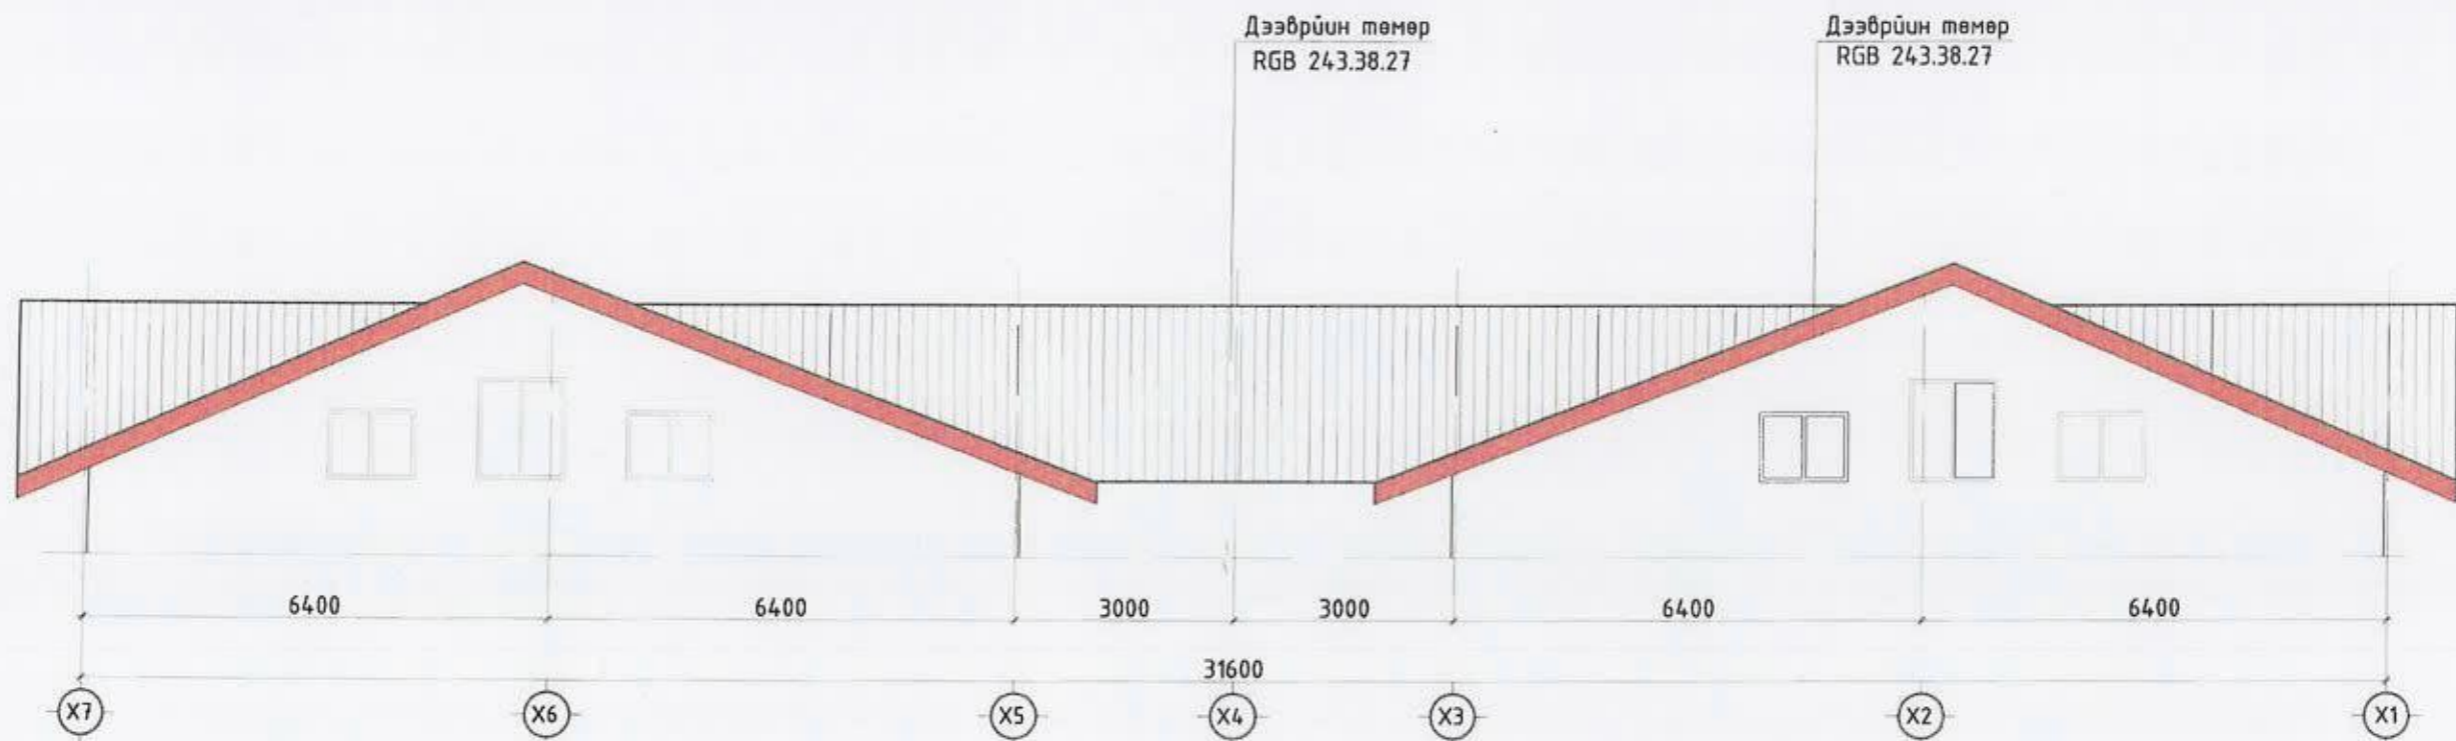 Дээврийн төмөр
RGB 243.38.27
Дээврийн төмөр
RGB 243.38.27
6400
6400
3000
3000
6400
6400
31600
X7
X6
X5
X4
X3
X2
X1